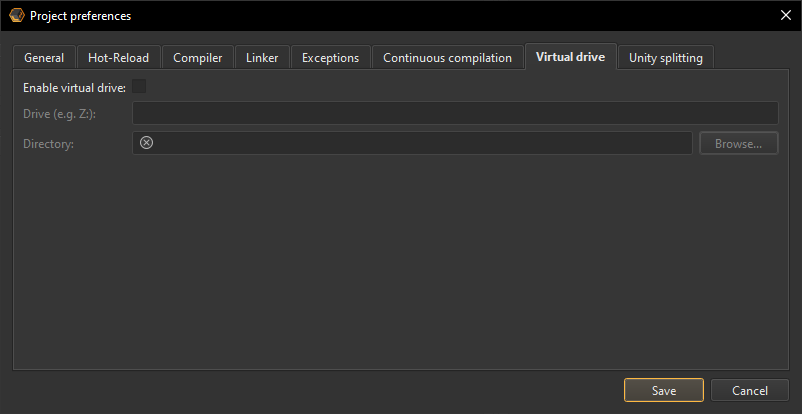 Project preferences
General Hot-Reload Compiler Linker Exceptions Continuous compilation Virtual drive Unity splitting
Enable virtual drive:
Drive (e.g. Z:):
Directory: Browse...
Save Cancel